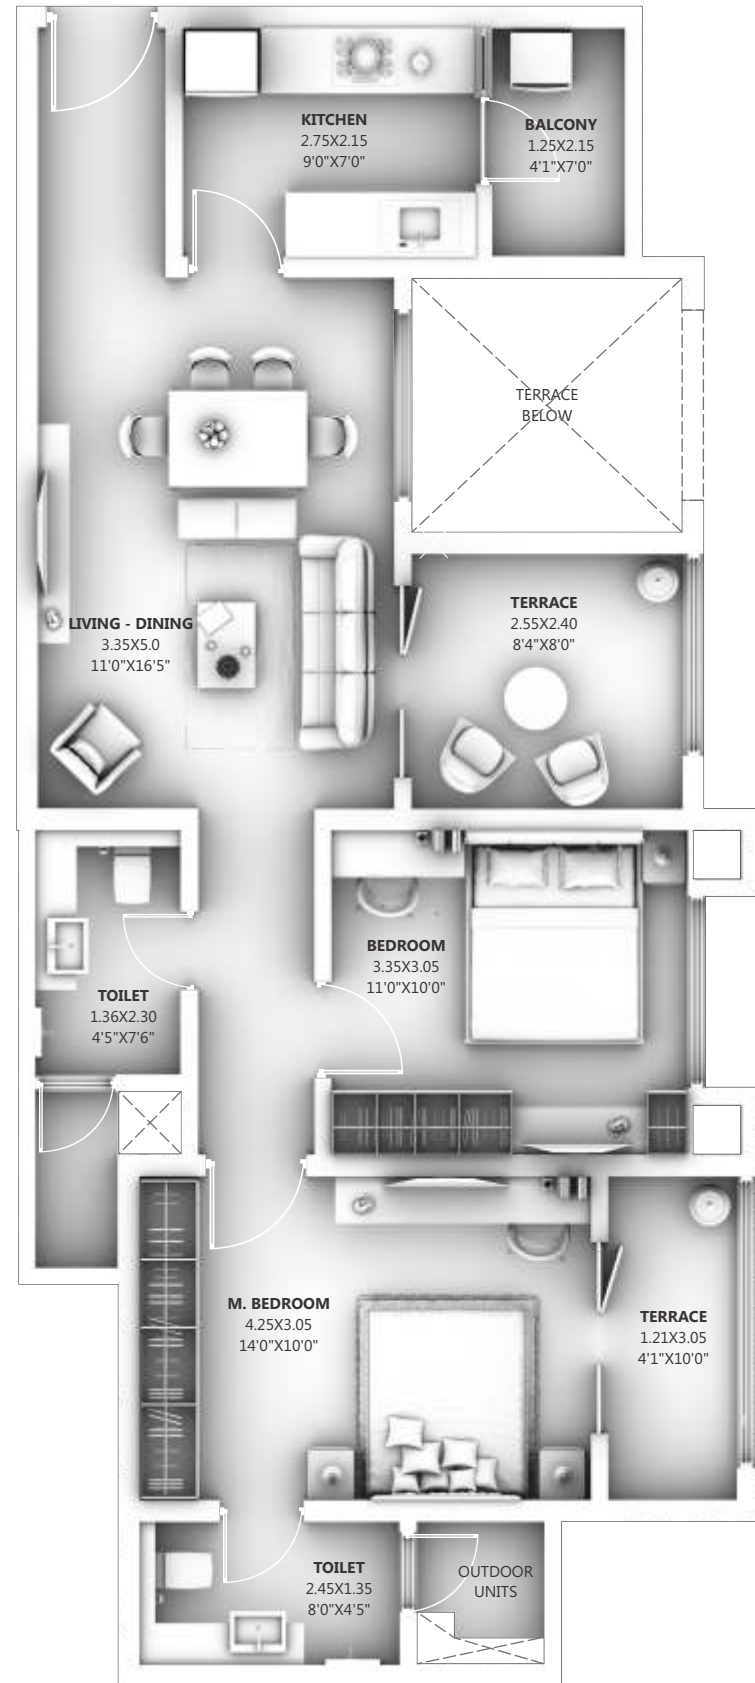 KITCHEN
2.75X2.15
9'0"X7'0"
BALCONY
1.25X2.15
4'1"X7'0"
TERRACE
BELOW
LIVING - DINING
3.35X5.0
11'0"X16'5"
TERRACE
2.55X2.40
8'4"X8'0"
BEDROOM
3.35X3.05
11'0"X10'0"
TOILET
1.36X2.30
4'5"X7'6"
M. BEDROOM
4.25X3.05
14'0"X10'0"
TERRACE
1.21X3.05
4'1"X10'0"
TOILET
2.45X1.35
8'0"X4'5"
OUTDOOR
UNITS